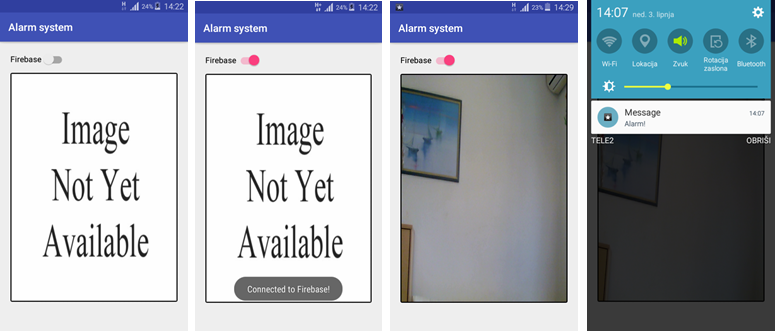 H 24% 14:22
Alarm system
Firebase
Image
Not Yet
Available
H+ 24% 14:22
Alarm system
Firebase
Image
Not Yet
Available
Connected to Firebase!
H 23% 14:29
Alarm system
Firebase
14:07 ned. 3. lipnja
Wi-Fi Lokacija Zvuk Rotacija zaslona Bluetooth
Message 14:07
Alarm!
TELE2 OBRIŠI